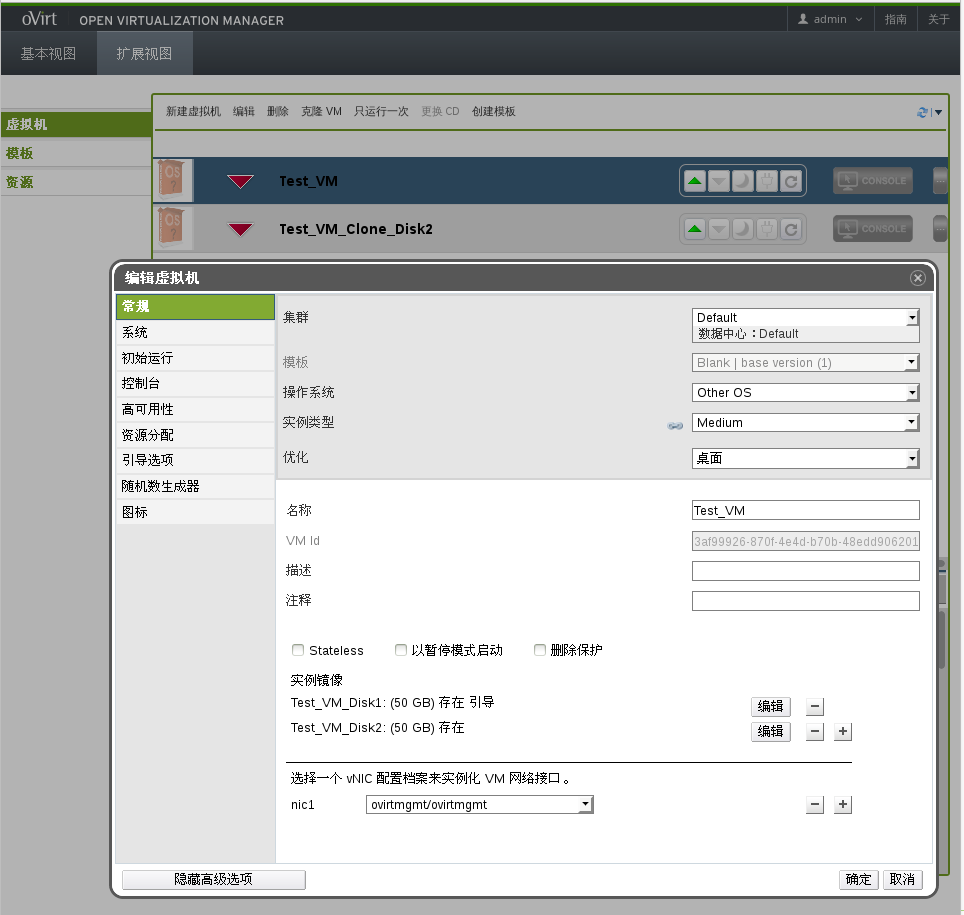 oVirt OPEN VIRTUALIZATION MANAGER admin 指南 关于
基本视图 扩展视图
新建虚拟机 编辑 删除 克隆 VM 只运行一次 更换 CD 创建模板
虚拟机
模板
资源
OS ? Test_VM CONSOLE
OS ? Test_VM_Clone_Disk2 CONSOLE
编辑虚拟机
常规
系统
初始运行
控制台
高可用性
资源分配
引导选项
随机数生成器
图标
集群 Default
数据中心：Default
模板 Blank | base version (1)
操作系统 Other OS
实例类型 Medium
优化 桌面
名称 Test_VM
VM Id 3af99926-870f-4e4d-b70b-48edd906201
描述
注释
Stateless 以暂停模式启动 删除保护
实例镜像
Test_VM_Disk1: (50 GB) 存在 引导 编辑 −
Test_VM_Disk2: (50 GB) 存在 编辑 − +
选择一个 vNIC 配置档案来实例化 VM 网络接口。
nic1 ovirtmgmt/ovirtmgmt − +
隐藏高级选项 确定 取消